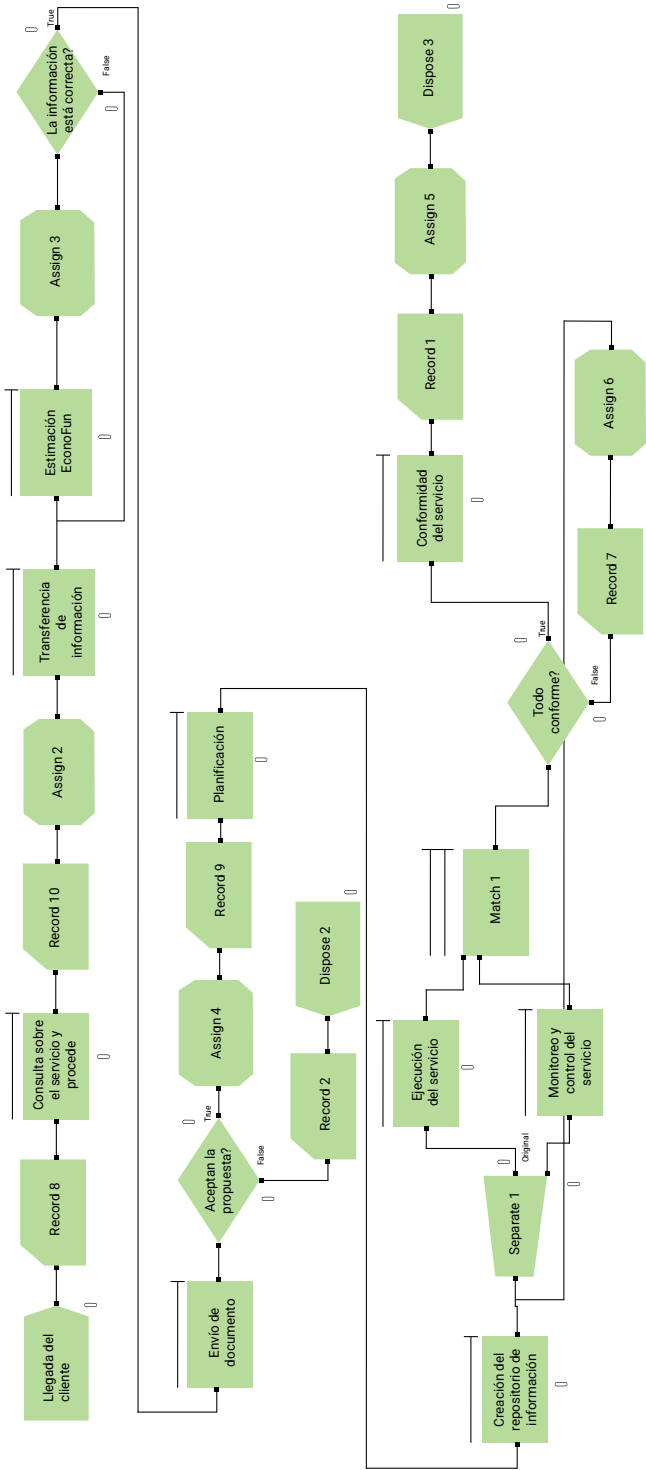 Llegada del
cliente
Record 8
Consulta sobre
el servicio y
procede
Record 10
Assign 2
Transferencia
de
información
Estimación
EconoFun
Assign 3
La información
está correcta?
True
False
Envío de
documento
Aceptan la
propuesta?
True
False
Assign 4
Record 9
Planificación
Record 2
Dispose 2
Creación del
repositorio de
información
Separate 1
Original
Ejecución
del servicio
Monitoreo y
control del
servicio
Match 1
Todo
conforme?
True
False
Conformidad
del servicio
Record 1
Assign 5
Dispose 3
Record 7
Assign 6